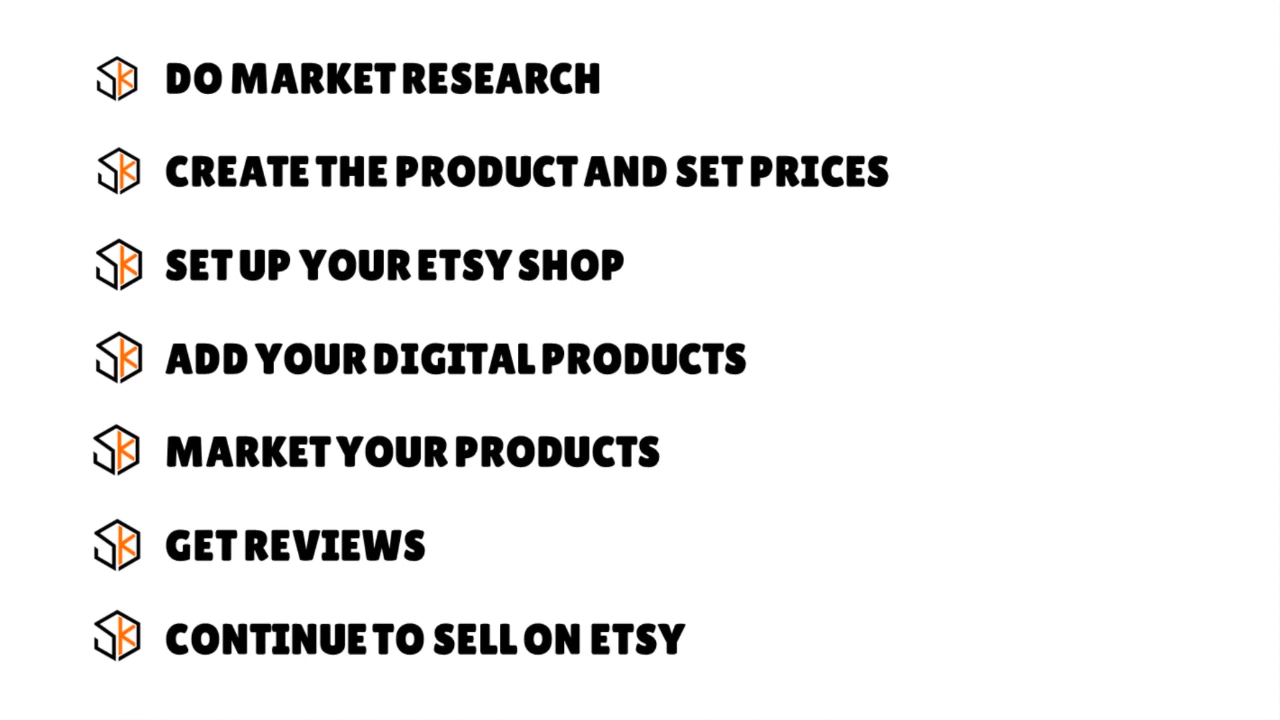 DO MARKET RESEARCH
CREATE THE PRODUCT AND SET PRICES
SET UP YOUR ETSY SHOP
ADD YOUR DIGITAL PRODUCTS
MARKET YOUR PRODUCTS
GET REVIEWS
CONTINUE TO SELL ON ETSY